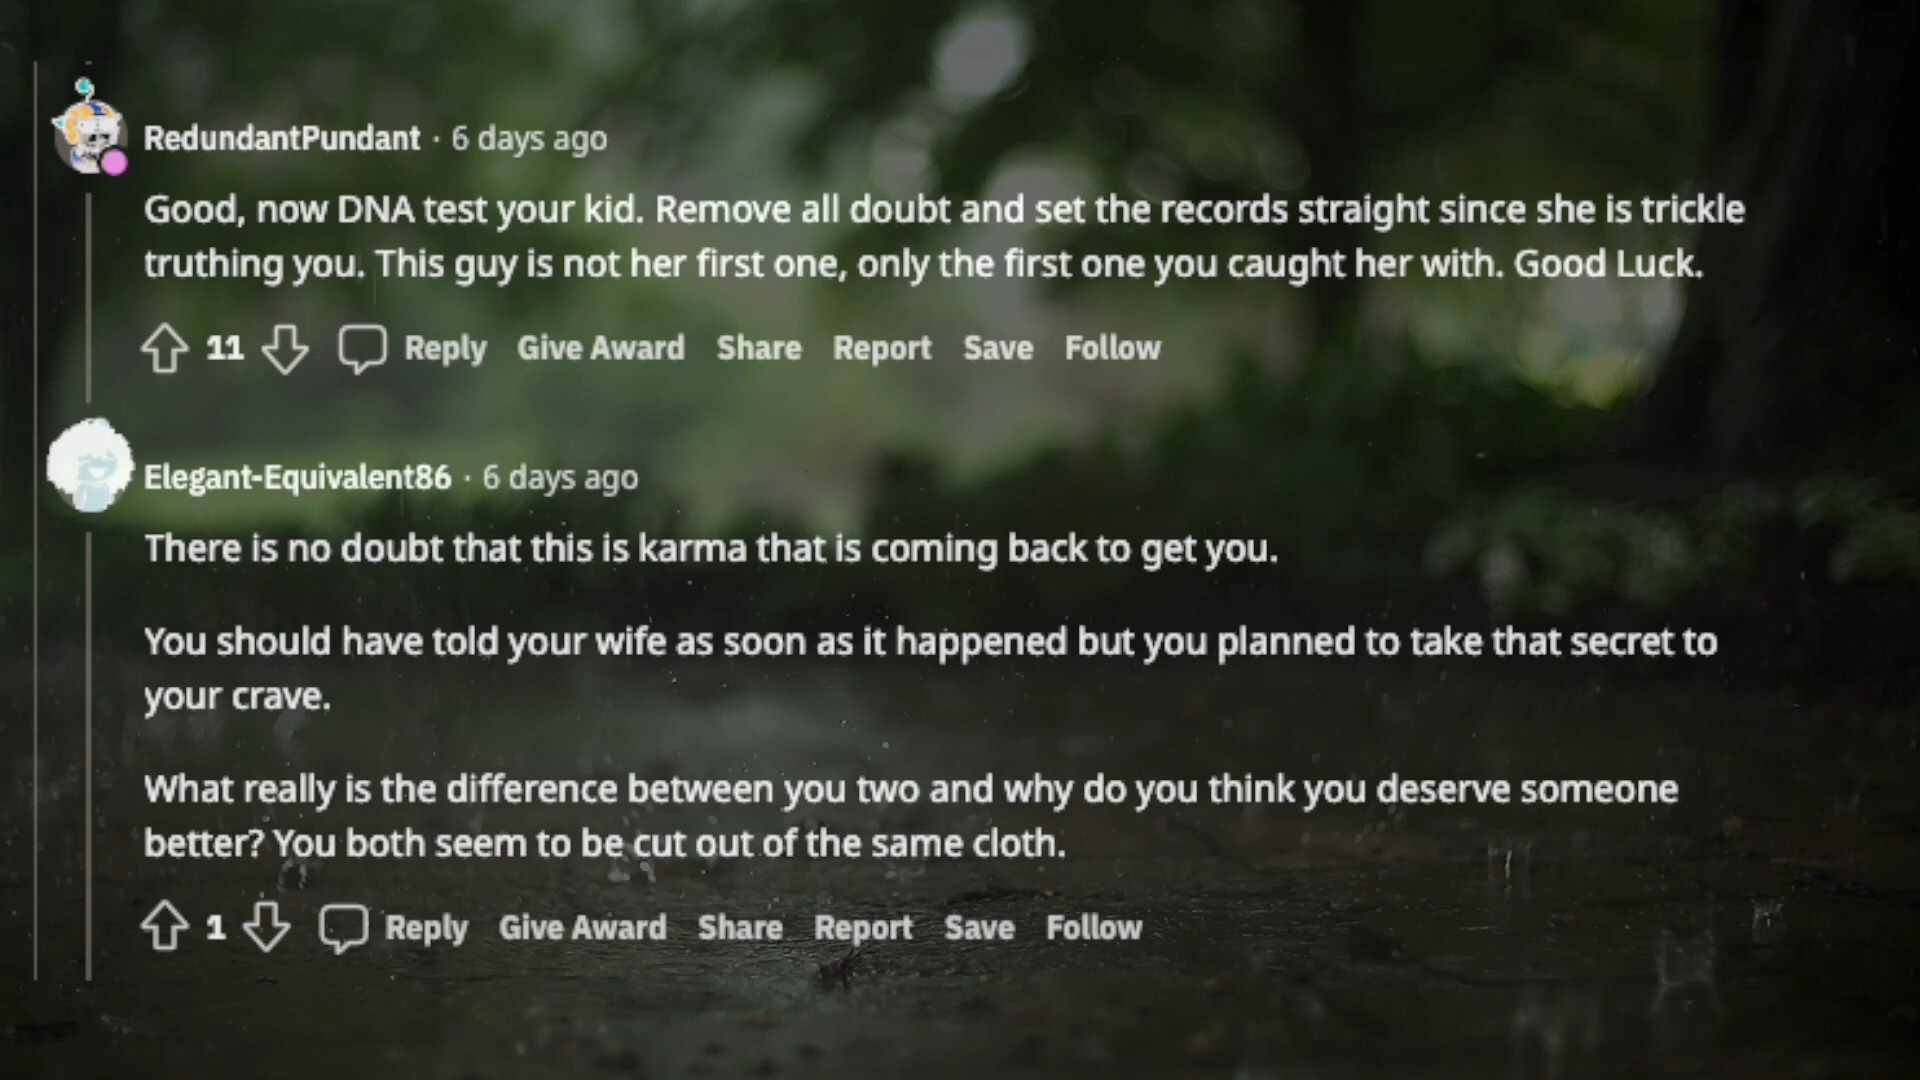 RedundantPundant · 6 days ago
Good, now DNA test your kid. Remove all doubt and set the records straight since she is trickle
truthing you. This guy is not her first one, only the first one you caught her with. Good Luck.
11 Reply Give Award Share Report Save Follow
Elegant-Equivalent86 · 6 days ago
There is no doubt that this is karma that is coming back to get you.
You should have told your wife as soon as it happened but you planned to take that secret to
your crave.
What really is the difference between you two and why do you think you deserve someone
better? You both seem to be cut out of the same cloth.
1 Reply Give Award Share Report Save Follow